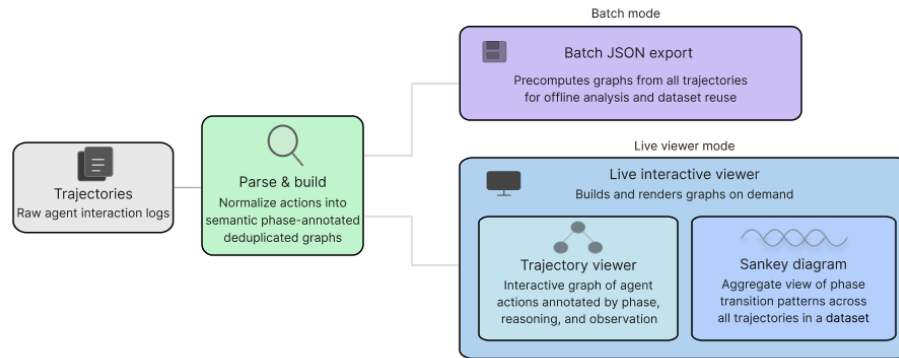 Batch mode
Batch JSON export
Precomputes graphs from all trajectories
for offline analysis and dataset reuse
Trajectories
Raw agent interaction logs
Parse & build
Normalize actions into
semantic phase-annotated
deduplicated graphs
Live viewer mode
Live interactive viewer
Builds and renders graphs on demand
Trajectory viewer
Interactive graph of agent
actions annotated by phase,
reasoning, and observation
Sankey diagram
Aggregate view of phase
transition patterns across
all trajectories in a dataset